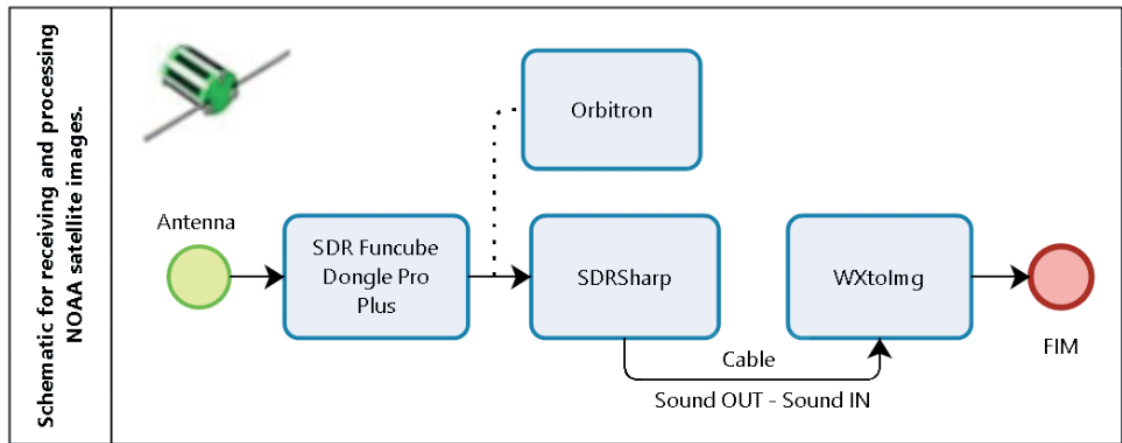 Schematic for receiving and processing
NOAA satellite images.
Orbitron
Antenna
SDR Funcube
Dongle Pro
Plus
SDRSharp
WXtoImg
FIM
Cable
Sound OUT - Sound IN